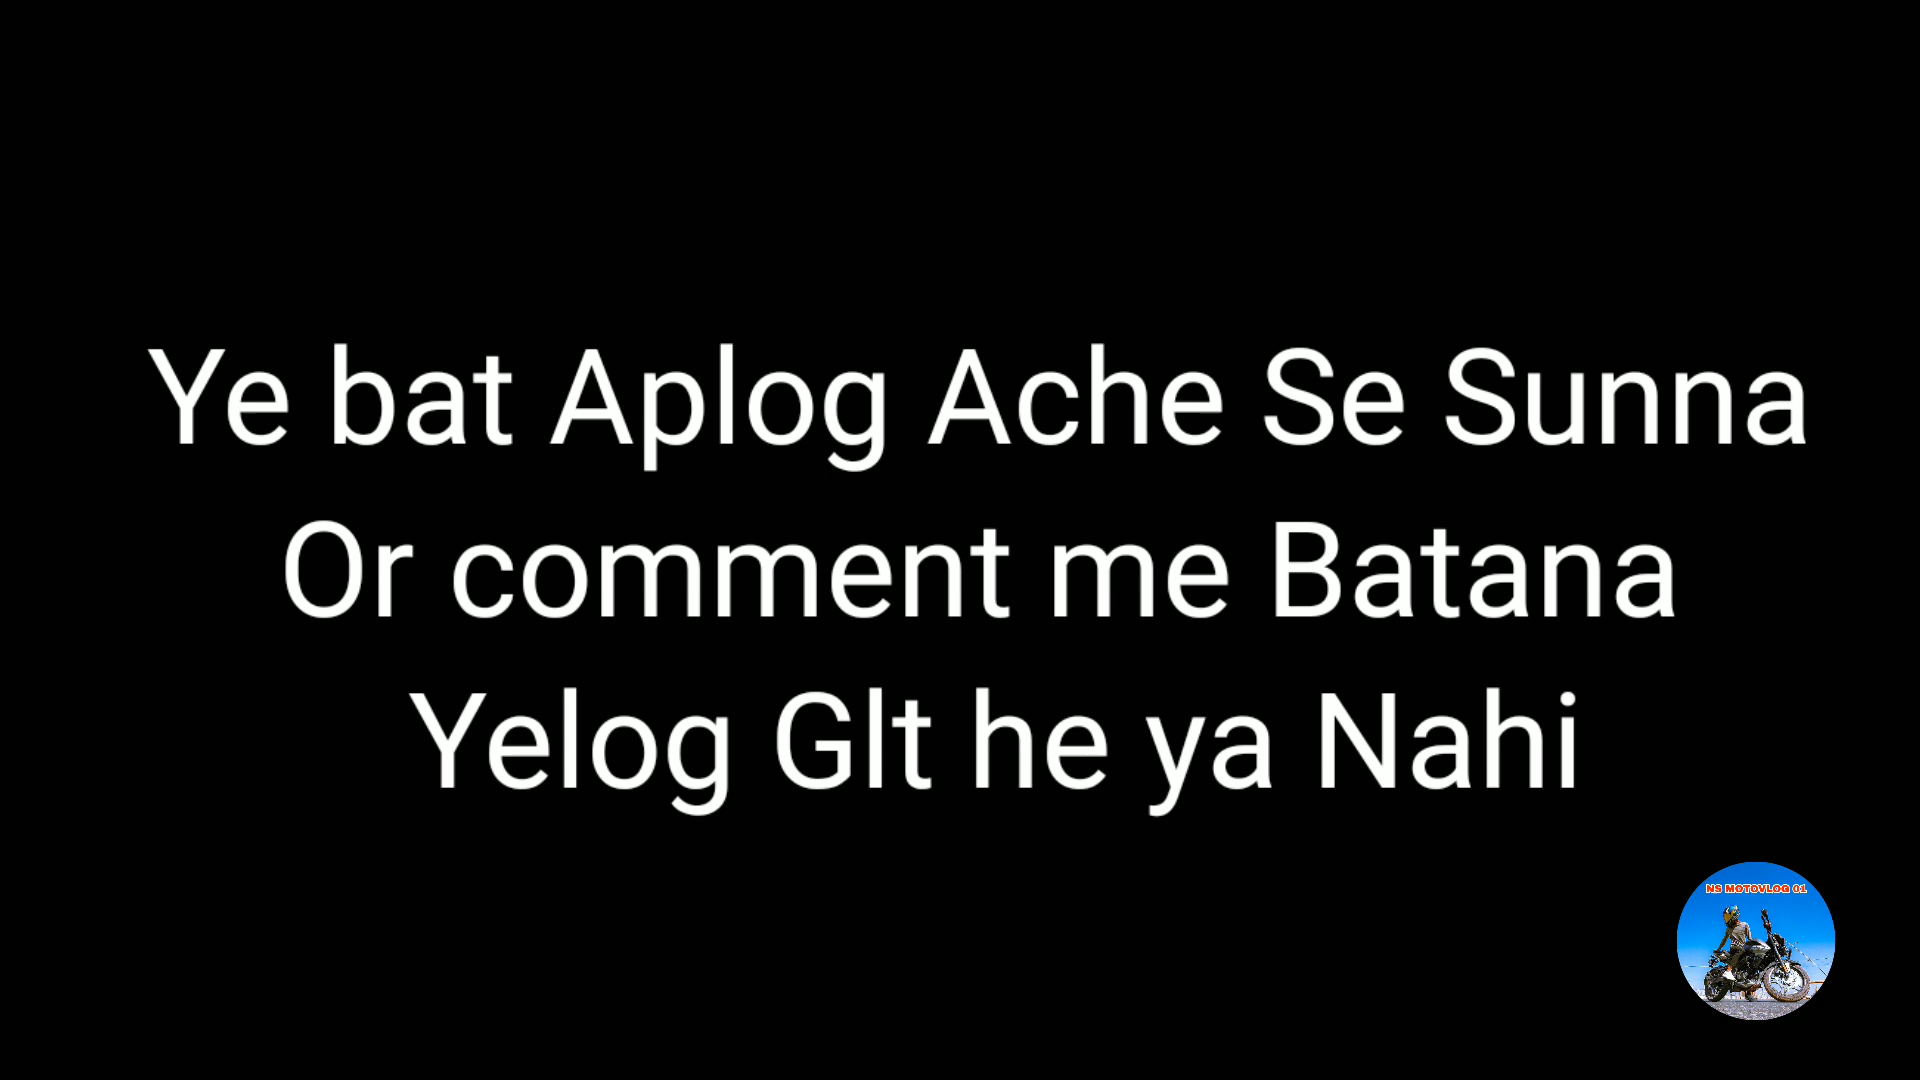 Ye bat Aplog Ache Se Sunna
Or comment me Batana
Yelog Glt he ya Nahi
NS MOTOVLOG 01